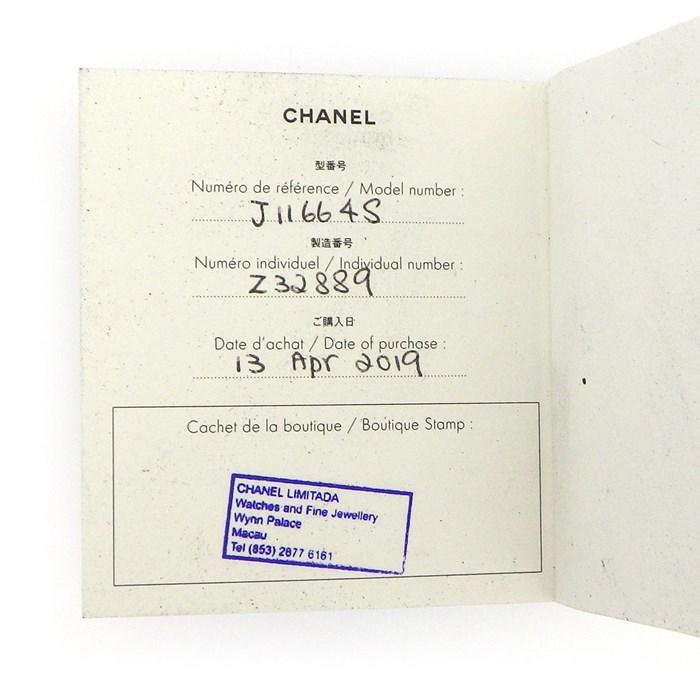 CHANEL
型番号
Numéro de référence / Model number :
J11664S
製造番号
Numéro individuel / Individual number :
Z32889
ご購入日
Date d'achat / Date of purchase :
13 Apr 2019
Cachet de la boutique / Boutique Stamp :
CHANEL LIMITADA
Watches and Fine Jewellery
Wynn Palace
Macau
Tel (853) 2877 6161